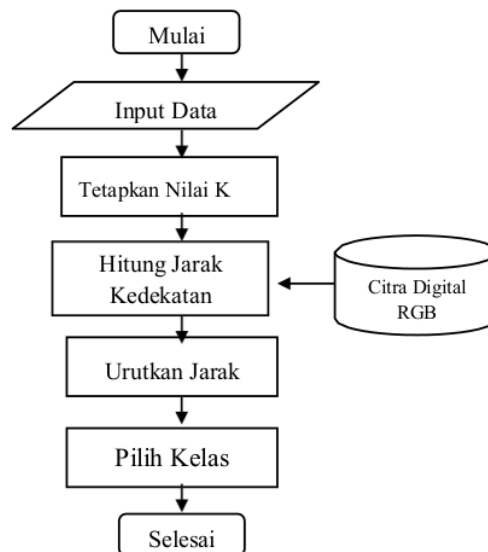 Mulai
Input Data
Tetapkan Nilai K
Hitung Jarak
Kedekatan
Citra Digital
RGB
Urutkan Jarak
Pilih Kelas
Selesai